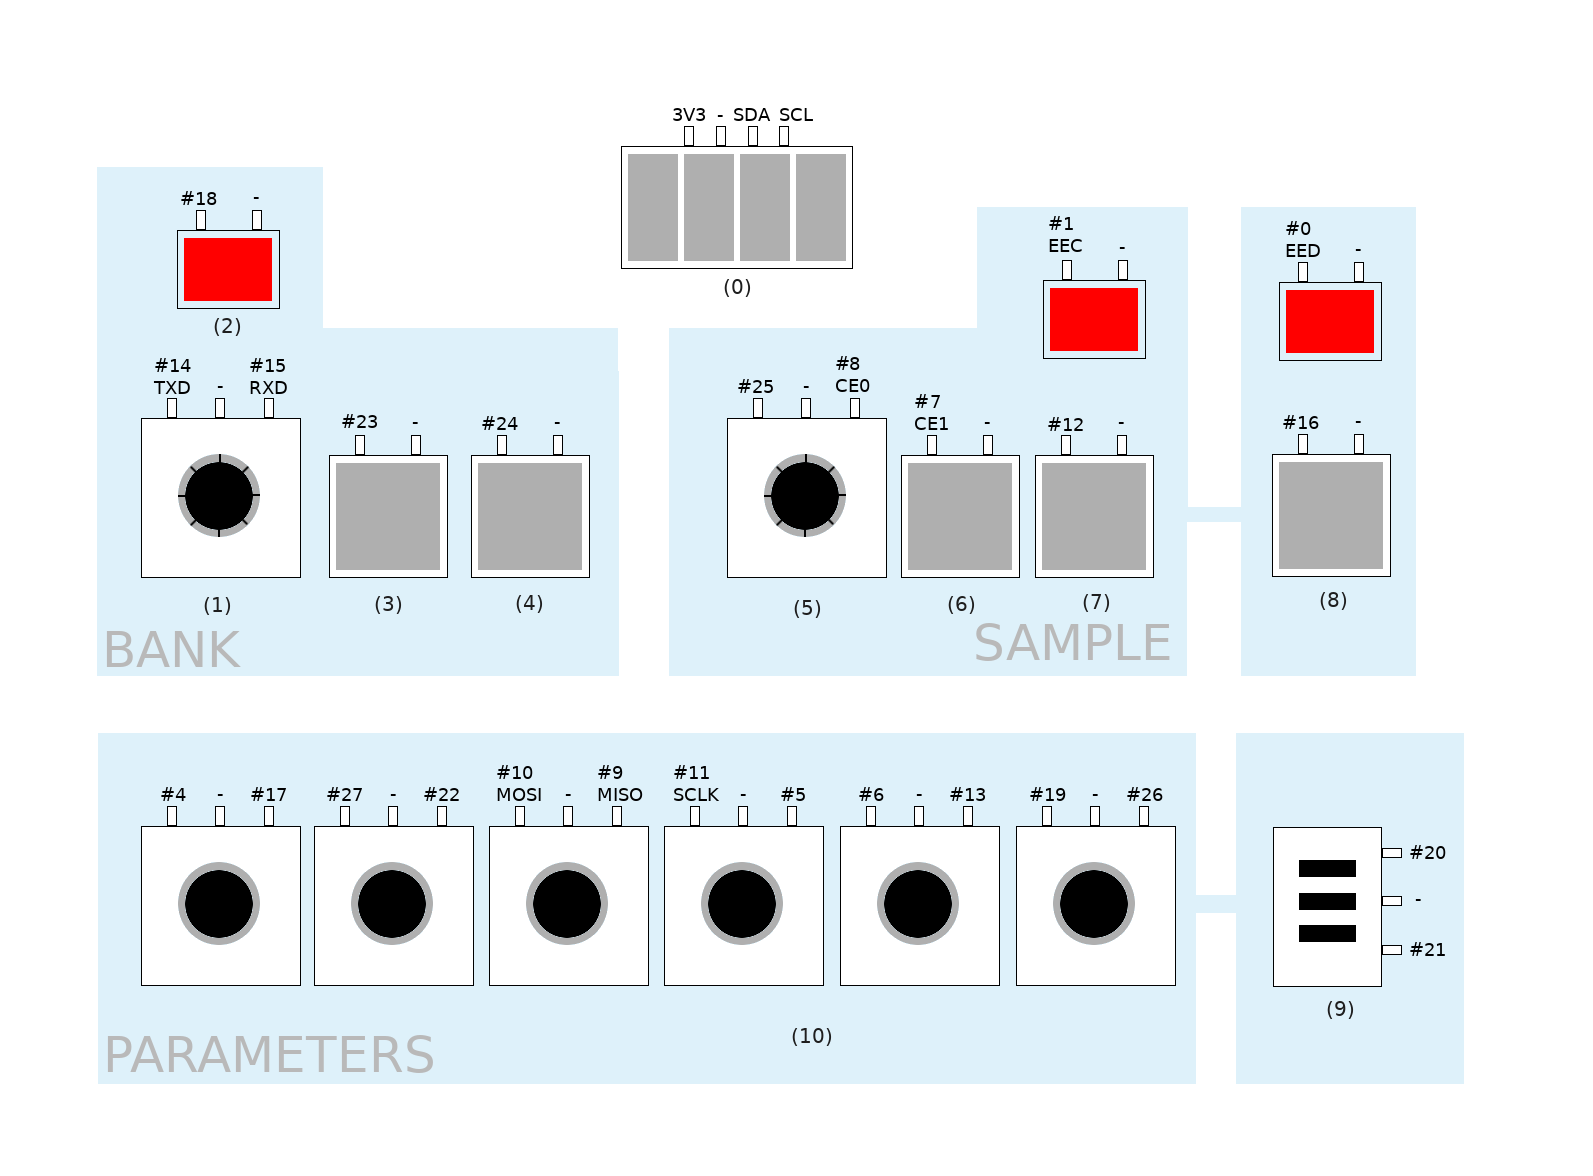 3V3 - SDA SCL
(0)
#18 -
(2)
#14
TXD - #15
RXD
#23 -
#24 -
(1)
(3)
(4)
BANK
#1
EEC -
#25 - #8
CE0
#7
CE1 -
#12 -
(5)
(6)
(7)
SAMPLE
#0
EED -
#16 -
(8)
#4 - #17
#27 - #22
#10
MOSI - #9
MISO
#11
SCLK - #5
#6 - #13
#19 - #26
(10)
PARAMETERS
#20
-
#21
(9)